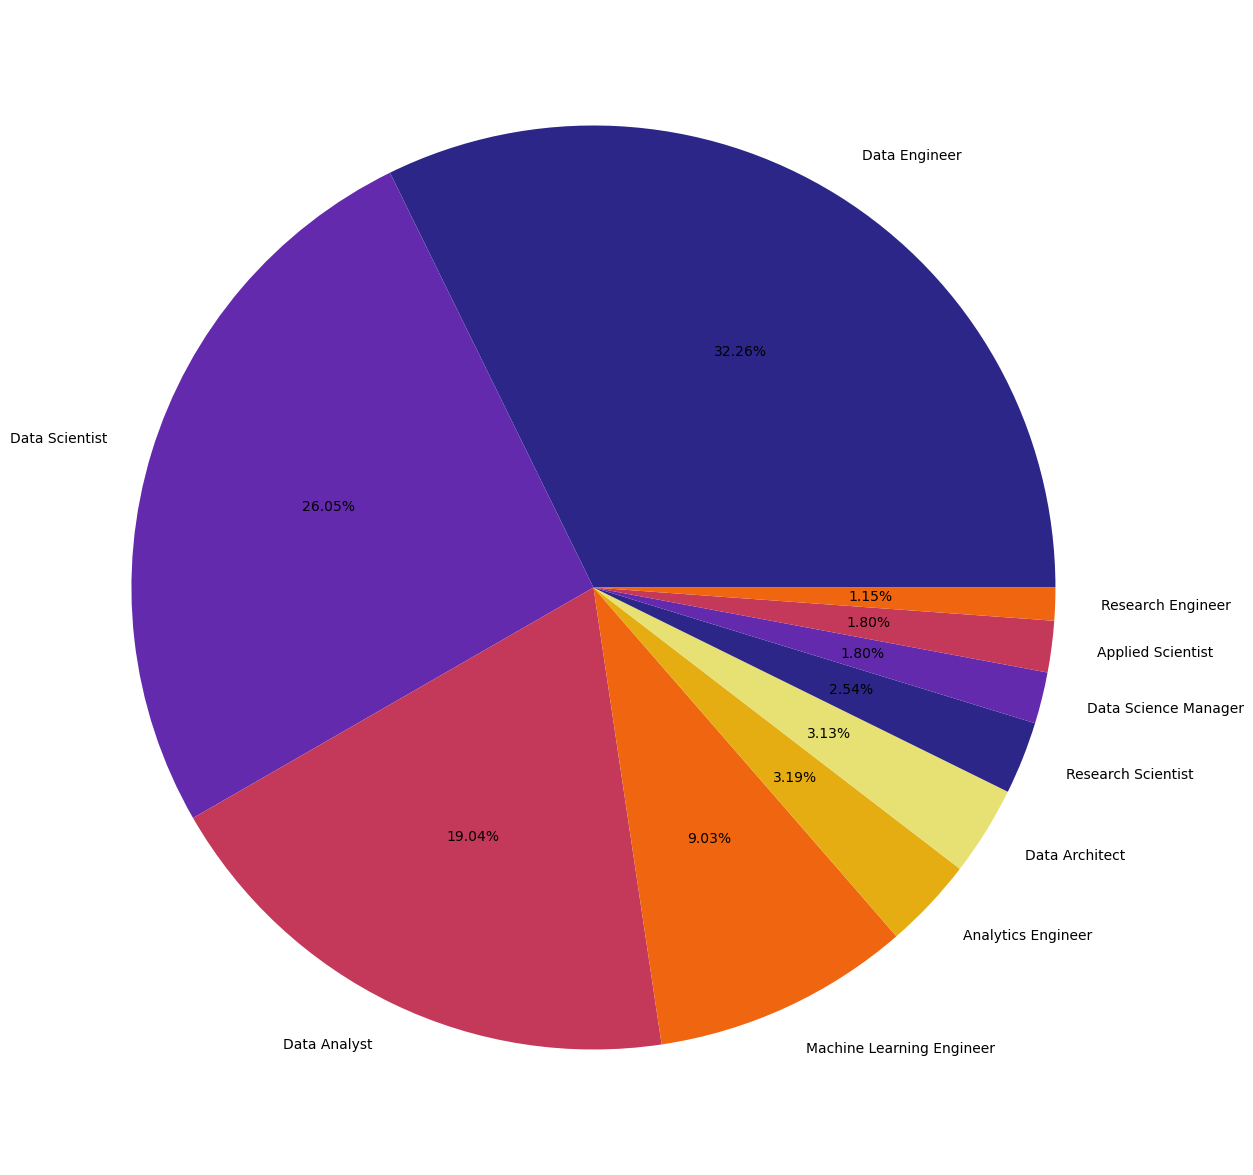 Data Engineer
32.26%
Data Scientist
26.05%
Data Analyst
19.04%
Machine Learning Engineer
9.03%
Analytics Engineer
3.19%
Data Architect
3.13%
Research Scientist
2.54%
Data Science Manager
1.80%
Applied Scientist
1.80%
Research Engineer
1.15%